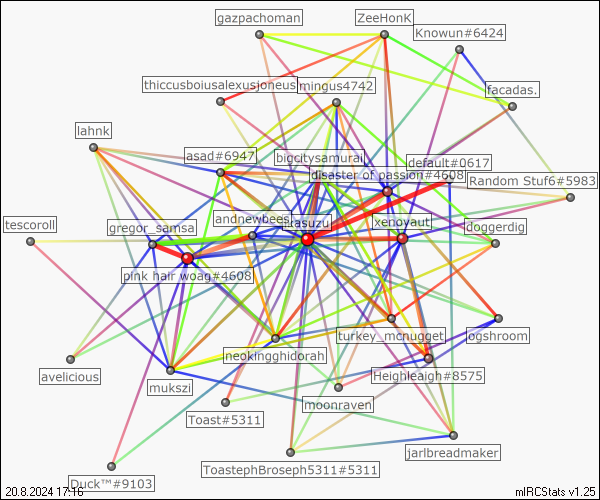 gazpachoman
ZeeHonK
Knowun#6424
thiccusboiusalexusjoneus
mingus4742
facadas.
lahnk
asad#6947
bigcitysamurai
default#0617
disaster of passion#4608
Random Stuf6#5983
tescoroll
gregor_samsa
andnewbees
kasuzu
xenovaut
doggerdig
pink hair woag#4608
turkey_mcnugget
ogshroom
neokingghidorah
avelicious
mukszi
Heighleaigh#8575
moonraven
Toast#5311
jarlbreadmaker
ToastephBroseph5311#5311
Duck™#9103
20.8.2024 17:16
mIRCStats v1.25